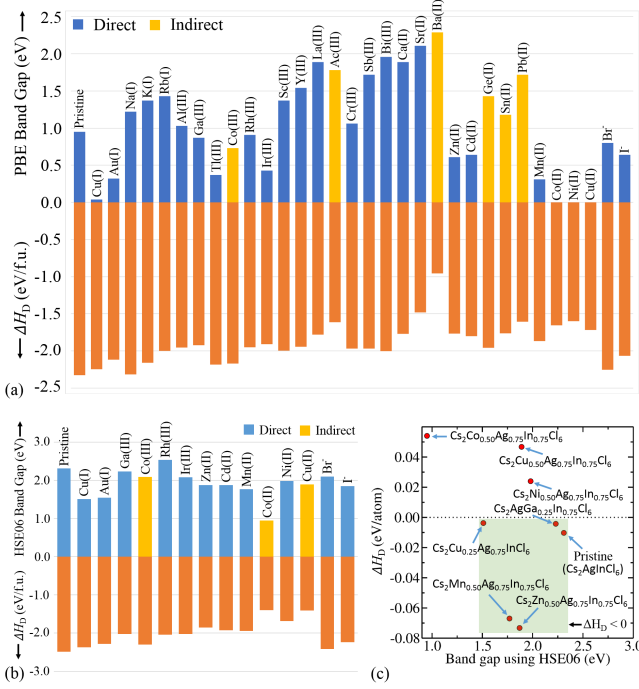 Direct
Indirect
PBE Band Gap (eV)
ΔH_D (eV/f.u.)
2.5
2.0
1.5
1.0
0.5
0.0
-0.5
-1.0
-1.5
-2.0
-2.5
Pristine
Cu(I)
Au(I)
Na(I)
K(I)
Rb(I)
Al(III)
Ga(III)
Tl(III)
Co(III)
Rh(III)
Ir(III)
Sc(III)
Y(III)
La(III)
Ac(III)
Cr(III)
Sb(III)
Bi(III)
Ca(II)
Sr(II)
Ba(II)
Zn(II)
Cd(II)
Ge(II)
Sn(II)
Pb(II)
Mn(II)
Co(II)
Ni(II)
Cu(II)
Br⁻
I⁻
(a)
Direct
Indirect
HSE06 Band Gap (eV)
ΔH_D (eV/f.u.)
3.0
2.0
1.0
0.0
-1.0
-2.0
-3.0
Pristine
Cu(I)
Au(I)
Ga(III)
Co(III)
Rh(III)
Ir(III)
Zn(II)
Cd(II)
Mn(II)
Co(II)
Ni(II)
Cu(II)
Br⁻
I⁻
(b)
ΔH_D (eV/atom)
0.04
0.02
0.00
-0.02
-0.04
-0.06
-0.08
Cs₂Co₀.₅₀Ag₀.₇₅In₀.₇₅Cl₆
Cs₂Cu₀.₅₀Ag₀.₇₅In₀.₇₅Cl₆
Cs₂Ni₀.₅₀Ag₀.₇₅In₀.₇₅Cl₆
Cs₂AgGa₀.₂₅In₀.₇₅Cl₆
Cs₂Cu₀.₂₅Ag₀.₇₅InCl₆
Pristine
(Cs₂AgInCl₆)
Cs₂Mn₀.₅₀Ag₀.₇₅In₀.₇₅Cl₆
Cs₂Zn₀.₅₀Ag₀.₇₅In₀.₇₅Cl₆
ΔH_D < 0
1.0 1.5 2.0 2.5 3.0
Band gap using HSE06 (eV)
(c)